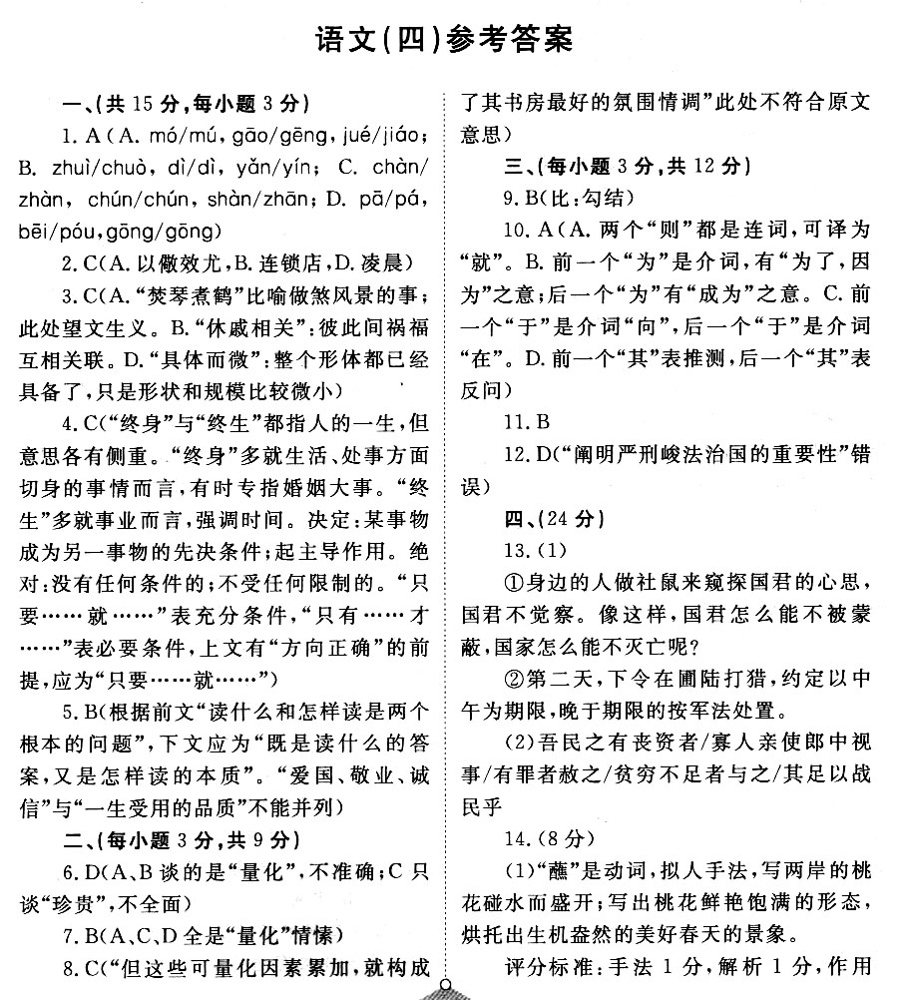 语文(四)参考答案
一、(共 15 分,每小题 3 分)
1. A(A. mó/mú, gāo/gēng, jué/jiáo;
B. zhuì/chuò, dì/dì, yǎn/yín; C. chàn/
zhàn, chún/chún, shàn/zhān; D. pā/pá,
bēi/póu, gōng/gōng)
2. C(A. 以儆效尤,B. 连锁店,D. 凌晨)
3. C(A.“焚琴煮鹤”比喻做煞风景的事;
此处望文生义。B.“休戚相关”:彼此间祸福
互相关联。D.“具体而微”:整个形体都已经
具备了,只是形状和规模比较微小)
4. C(“终身”与“终生”都指人的一生,但
意思各有侧重。“终身”多就生活、处事方面
切身的事情而言,有时专指婚姻大事。“终
生”多就事业而言,强调时间。决定:某事物
成为另一事物的先决条件;起主导作用。绝
对:没有任何条件的;不受任何限制的。“只
要……就……”表充分条件,“只有……才
……”表必要条件,上文有“方向正确”的前
提,应为“只要……就……”)
5. B(根据前文“读什么和怎样读是两个
根本的问题”,下文应为“既是读什么的答
案,又是怎样读的本质”。“爱国、敬业、诚
信”与“一生受用的品质”不能并列)
二、(每小题 3 分,共 9 分)
6. D(A、B 谈的是“量化”,不准确;C 只
谈“珍贵”,不全面)
7. B(A、C、D 全是“量化”情愫)
8. C(“但这些可量化因素累加,就构成
了其书房最好的氛围情调”此处不符合原文
意思)
三、(每小题 3 分,共 12 分)
9. B(比:勾结)
10. A(A. 两个“则”都是连词,可译为
“就”。B. 前一个“为”是介词,有“为了,因
为”之意;后一个“为”有“成为”之意。C. 前
一个“于”是介词“向”,后一个“于”是介词
“在”。D. 前一个“其”表推测,后一个“其”表
反问)
11. B
12. D(“阐明严刑峻法治国的重要性”错
误)
四、(24 分)
13. (1)
①身边的人做社鼠来窥探国君的心思,
国君不觉察。像这样,国君怎么能不被蒙
蔽,国家怎么能不灭亡呢?
②第二天,下令在圃陆打猎,约定以中
午为期限,晚于期限的按军法处置。
(2)吾民之有丧资者/寡人亲使郎中视
事/有罪者赦之/贫穷不足者与之/其足以战
民乎
14. (8 分)
(1)“蘸”是动词,拟人手法,写两岸的桃
花碰水而盛开;写出桃花鲜艳饱满的形态,
烘托出生机盎然的美好春天的景象。
评分标准:手法 1 分,解析 1 分,作用